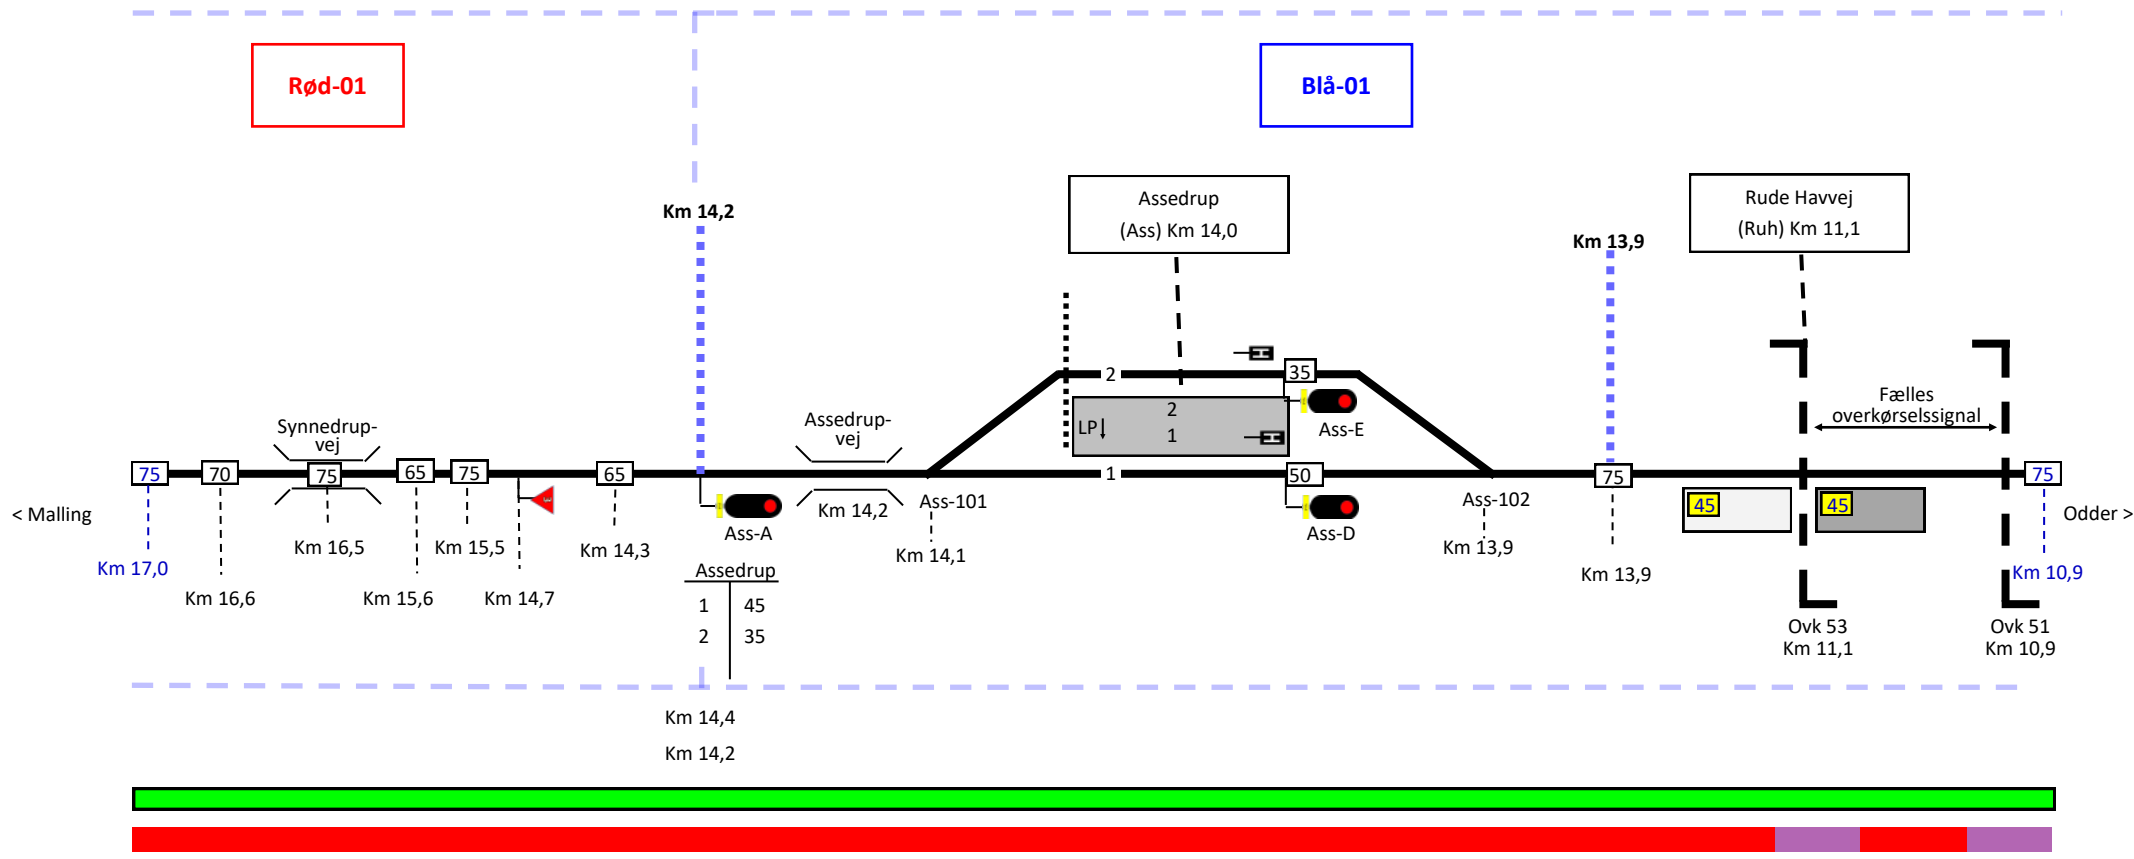 Rød-01
Blå-01
Km 14,2
Assedrup
(Ass) Km 14,0
Km 13,9
Rude Havvej
(Ruh) Km 11,1
2
35
Fælles
overkørselssignal
2
1
LP
Ass-E
Synnedrup-
vej
Assedrup-
vej
75
70
75
65
75
65
1
50
75
75
45
45
< Malling
Odder >
Ass-101
Ass-102
Km 14,2
Ass-A
Ass-D
Km 16,5
Km 15,5
Km 14,3
Km 14,1
Km 13,9
Km 17,0
Km 16,6
Km 15,6
Km 14,7
Km 13,9
Km 10,9
Assedrup
1 45
2 35
Ovk 53
Km 11,1
Ovk 51
Km 10,9
Km 14,4
Km 14,2